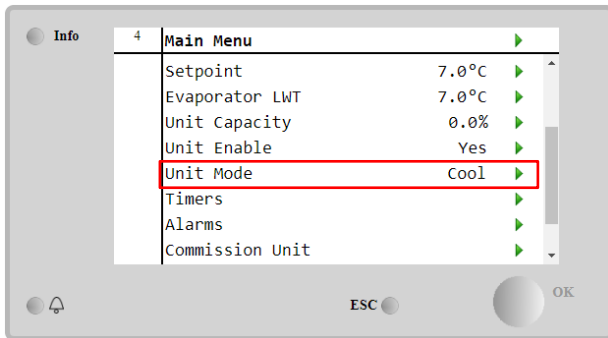 Info
4 Main Menu
Setpoint 7.0°C
Evaporator LWT 7.0°C
Unit Capacity 0.0%
Unit Enable Yes
Unit Mode Cool
Timers
Alarms
Commission Unit
ESC
OK